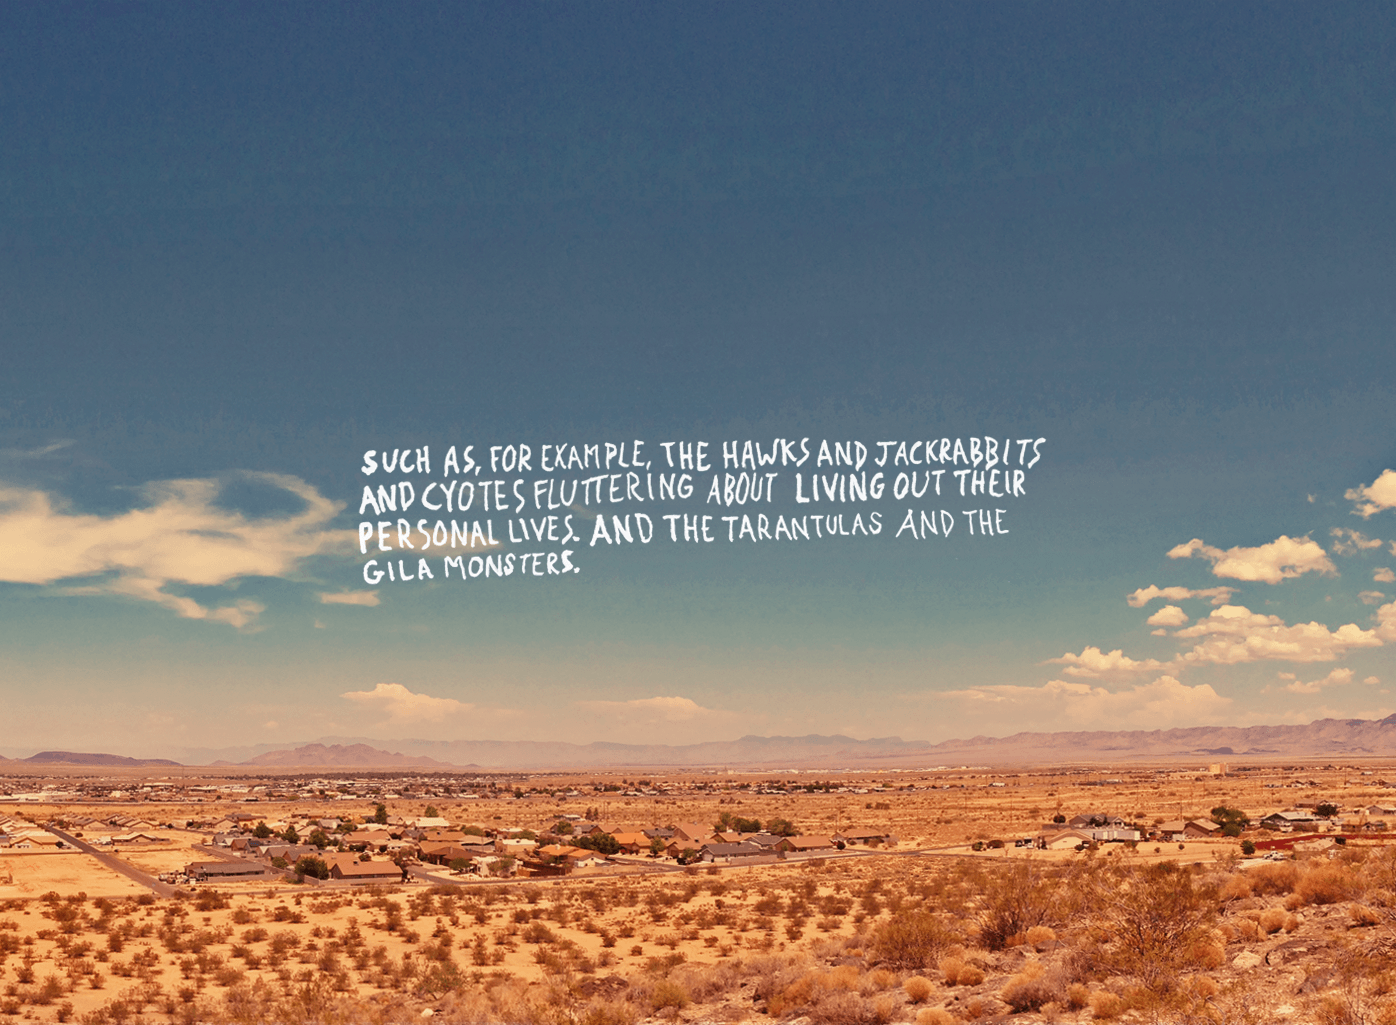 SUCH AS, FOR EXAMPLE, THE HAWKS AND JACKRABBITS
AND CYOTES FLUTTERING ABOUT LIVING OUT THEIR
PERSONAL LIVES. AND THE TARANTULAS AND THE
GILA MONSTERS.